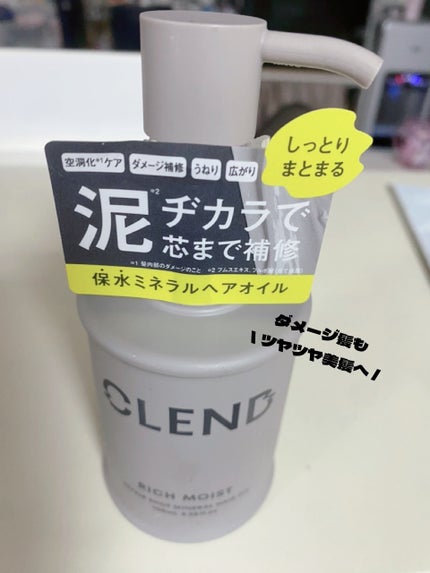 しっとり
まとまる
空洞化※1ケア
ダメージ補修
うねり
広がり
泥※2ヂカラで
芯まで補修
※1 髪内部のダメージのこと
保水ミネラルヘアオイル
ダメージ髪も
\ツヤツヤ美髪へ/
CLEND
RICH MOIST